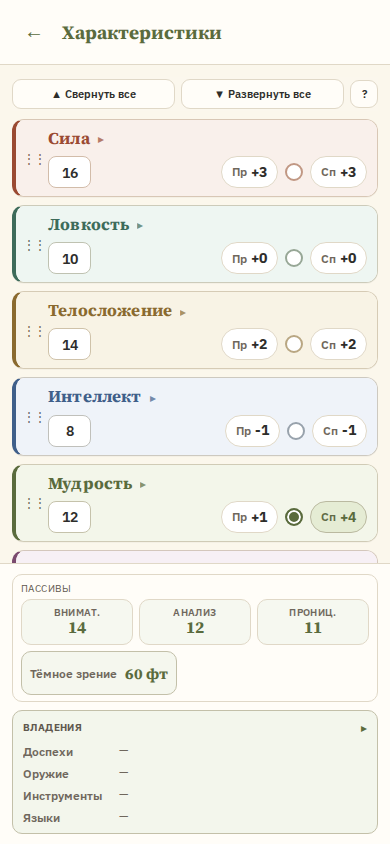 ← Характеристики
▲ Свернуть все ▼ Развернуть все ?
Сила ▸
16 Пр +3 Сп +3
Ловкость ▸
10 Пр +0 Сп +0
Телосложение ▸
14 Пр +2 Сп +2
Интеллект ▸
8 Пр -1 Сп -1
Мудрость ▸
12 Пр +1 Сп +4
ПАССИВЫ
ВНИМАТ. АНАЛИЗ ПРОНИЦ.
14 12 11
Тёмное зрение 60 фт
ВЛАДЕНИЯ ▸
Доспехи —
Оружие —
Инструменты —
Языки —